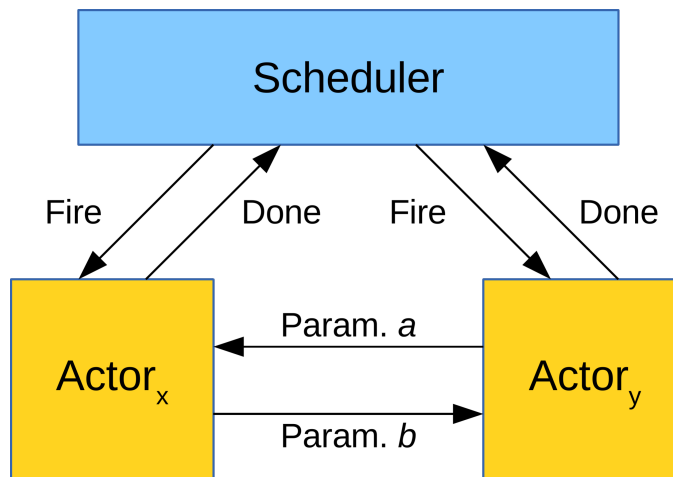 Scheduler
Fire
Done
Fire
Done
Param. a
Actorx
Actory
Param. b